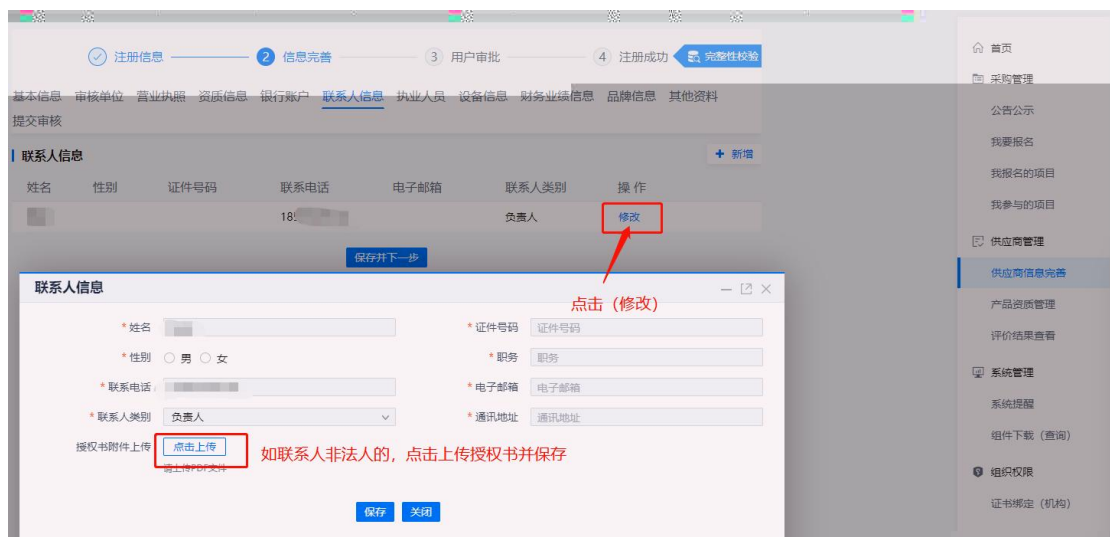 注册信息 2 信息完善 3 用户审批 4 注册成功 完整性校验
基本信息 审核单位 营业执照 资质信息 银行账户 联系人信息 执业人员 设备信息 财务业绩信息 品牌信息 其他资料
提交审核
联系人信息 + 新增
姓名 性别 证件号码 联系电话 电子邮箱 联系人类别 操作
185 负责人 修改
保存并下一步
点击（修改）
联系人信息
*姓名 *证件号码 证件号码
*性别 男 女 *职务 职务
*联系电话 *电子邮箱 电子邮箱
*联系人类别 负责人 *通讯地址 通讯地址
授权书附件上传 点击上传 如联系人非法人的，点击上传授权书并保存
请上传PDF文件
保存 关闭
首页
采购管理
公告公示
我要报名
我报名的项目
我参与的项目
供应商管理
供应商信息完善
产品资质管理
评价结果查看
系统管理
系统提醒
组件下载（查询）
组织权限
证书绑定（机构）